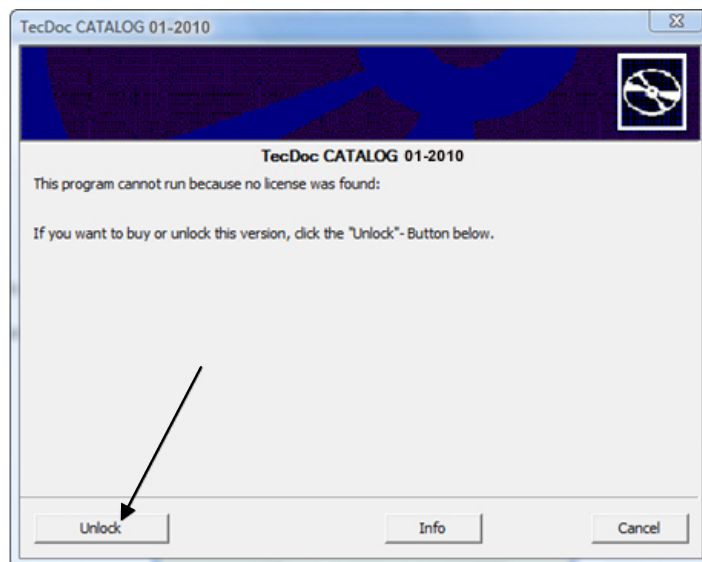 TecDoc CATALOG 01-2010
TecDoc CATALOG 01-2010
This program cannot run because no license was found:
If you want to buy or unlock this version, click the "Unlock"- Button below.
Unlock
Info
Cancel